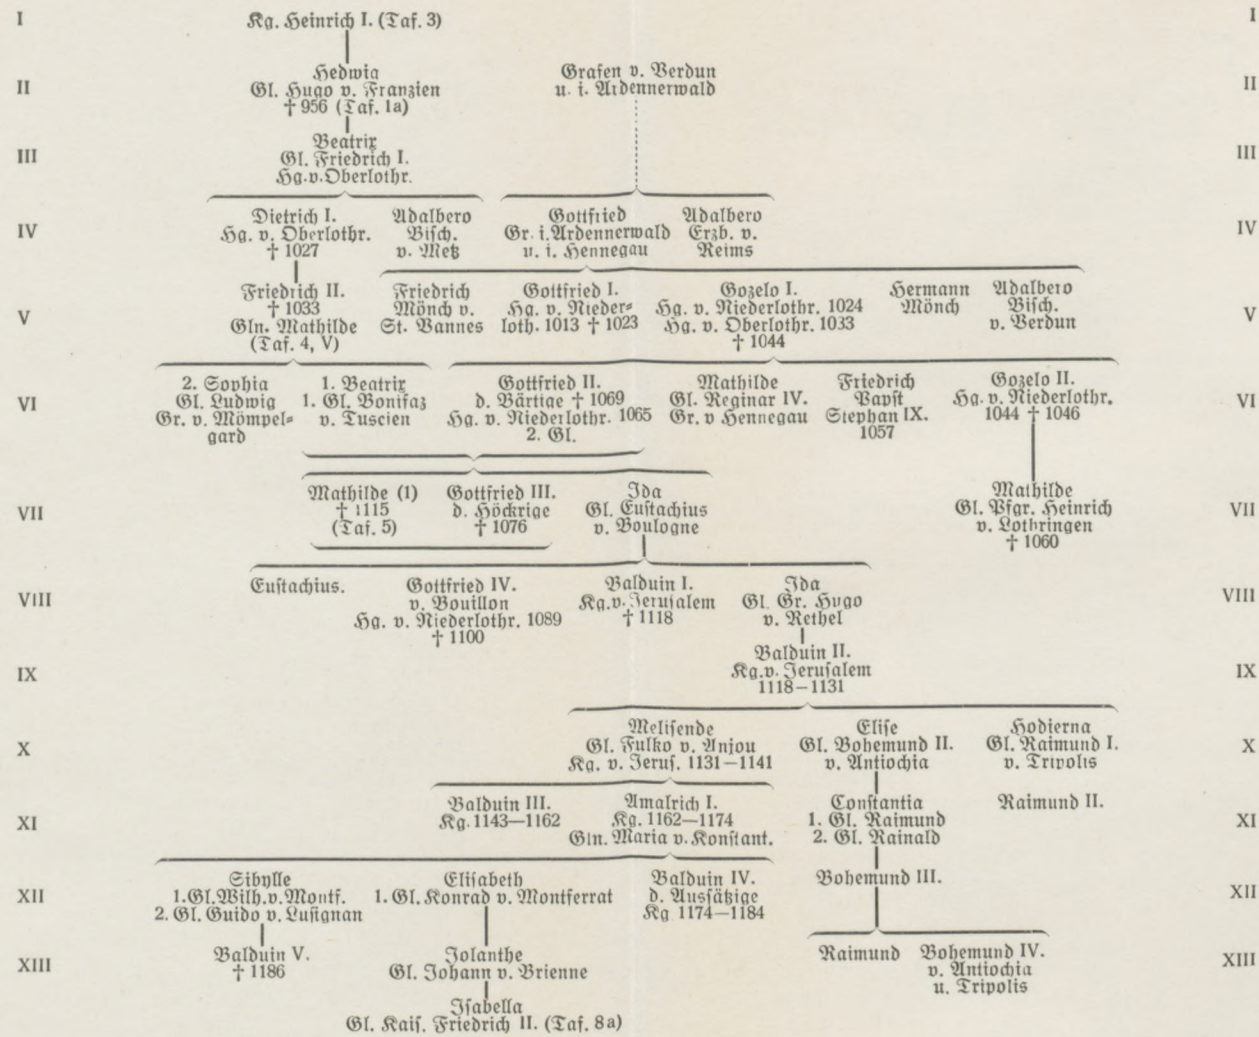 I
Kg. Heinrich I. (Taf. 3)
I
II
Hedwig
Gl. Hugo v. Franzien
† 956 (Taf. 1a)
Grafen v. Verdun
u. i. Ardennerwald
II
III
Beatrix
Gl. Friedrich I.
Hg. v. Oberlothr.
III
IV
Dietrich I.
Hg. v. Oberlothr.
† 1027
Adalbero
Bisch.
v. Metz
Gottfried
Gr. i. Ardennerwald
u. i. Hennegau
Adalbero
Erzb. v.
Reims
IV
V
Friedrich II.
† 1033
Gln. Mathilde
(Taf. 4, V)
Friedrich
Mönch v.
St. Vannes
Gottfried I.
Hg. v. Nieder-
loth. 1013 † 1023
Gozelo I.
Hg. v. Niederlothr. 1024
Hg. v. Oberlothr. 1033
† 1044
Hermann
Mönch
Adalbero
Bisch.
v. Verdun
V
VI
2. Sophia
Gl. Ludwig
Gr. v. Mömpel-
gard
1. Beatrix
1. Gl. Bonifaz
v. Tuscien
Gottfried II.
d. Bärtige † 1069
Hg. v. Niederlothr. 1065
2. Gl.
Mathilde
Gl. Reginar IV.
Gr. v Hennegau
Friedrich
Papst
Stephan IX.
1057
Gozelo II.
Hg. v. Niederlothr.
1044 † 1046
VI
VII
Mathilde (1)
† 1115
(Taf. 5)
Gottfried III.
d. Höckrige
† 1076
Ida
Gl. Eustachius
v. Boulogne
Mathilde
Gl. Pfgr. Heinrich
v. Lothringen
† 1060
VII
VIII
Eustachius.
Gottfried IV.
v. Bouillon
Hg. v. Niederlothr. 1089
† 1100
Balduin I.
Kg. v. Jerusalem
† 1118
Ida
Gl. Gr. Hugo
v. Rethel
VIII
IX
Balduin II.
Kg. v. Jerusalem
1118—1131
IX
X
Melisende
Gl. Fulko v. Anjou
Kg. v. Jerus. 1131—1141
Elise
Gl. Bohemund II.
v. Antiochia
Hodierna
Gl. Raimund I.
v. Tripolis
X
XI
Balduin III.
Kg. 1143—1162
Amalrich I.
Kg. 1162—1174
Gln. Maria v. Konstant.
Constantia
1. Gl. Raimund
2. Gl. Rainald
Raimund II.
XI
XII
Sibylle
1. Gl. Wilh. v. Montf.
2. Gl. Guido v. Lusignan
Elisabeth
1. Gl. Konrad v. Montferrat
Balduin IV.
d. Aussätzige
Kg 1174—1184
Bohemund III.
XII
XIII
Balduin V.
† 1186
Jolanthe
Gl. Johann v. Brienne
Raimund
Bohemund IV.
v. Antiochia
u. Tripolis
XIII
Isabella
Gl. Kais. Friedrich II. (Taf. 8a)